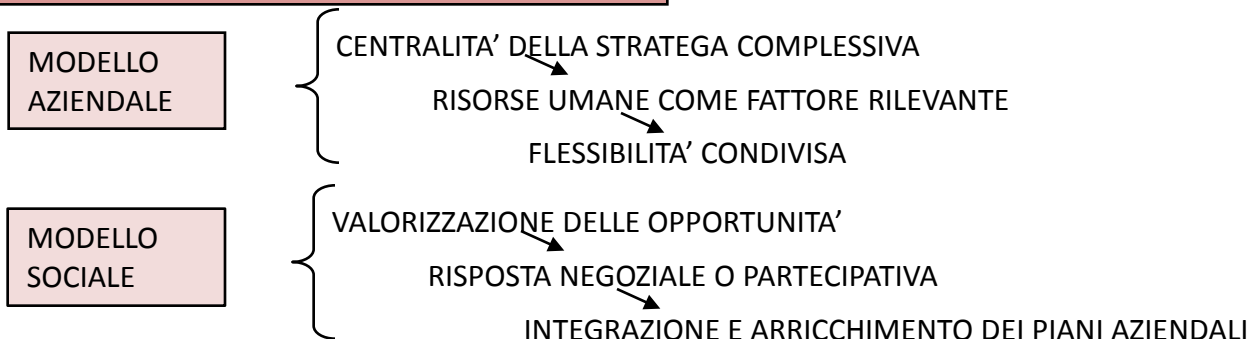 MODELLO
AZIENDALE
CENTRALITA’ DELLA STRATEGA COMPLESSIVA
RISORSE UMANE COME FATTORE RILEVANTE
FLESSIBILITA’ CONDIVISA
MODELLO
SOCIALE
VALORIZZAZIONE DELLE OPPORTUNITA’
RISPOSTA NEGOZIALE O PARTECIPATIVA
INTEGRAZIONE E ARRICCHIMENTO DEI PIANI AZIENDALI